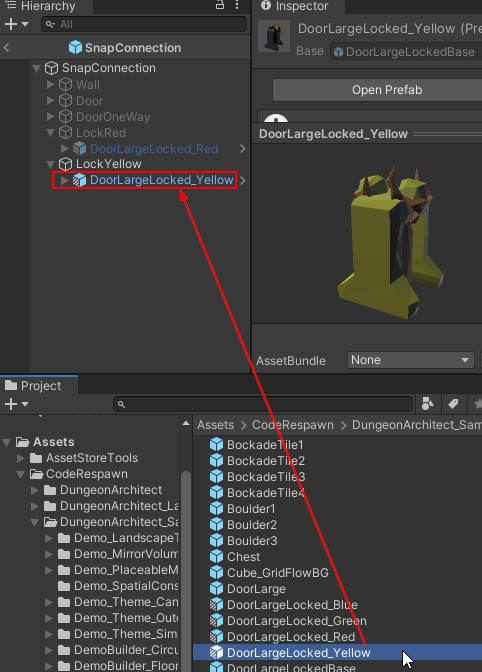 Hierarchy
All
SnapConnection
SnapConnection
Wall
Door
DoorOneWay
LockRed
DoorLargeLocked_Red
LockYellow
DoorLargeLocked_Yellow
Inspector
DoorLargeLocked_Yellow (Pre
Base DoorLargeLockedBase
Open Prefab
DoorLargeLocked_Yellow
AssetBundle None
Project
Assets
AssetStoreTools
CodeRespawn
DungeonArchitect
DungeonArchitect_La
DungeonArchitect_Sa
Demo_LandscapeT
Demo_MirrorVolum
Demo_PlaceableM
Demo_SpatialCons
Demo_Theme_Can
Demo_Theme_Out
Demo_Theme_Sim
DemoBuilder_Circu
DemoBuilder_Floor
Assets > CodeRespawn > DungeonArchitect_Sam
BockadeTile1
BockadeTile2
BockadeTile3
BockadeTile4
Boulder1
Boulder2
Boulder3
Chest
Cube_GridFlowBG
DoorLarge
DoorLargeLocked_Blue
DoorLargeLocked_Green
DoorLargeLocked_Red
DoorLargeLocked_Yellow
DoorLargeLockedBase